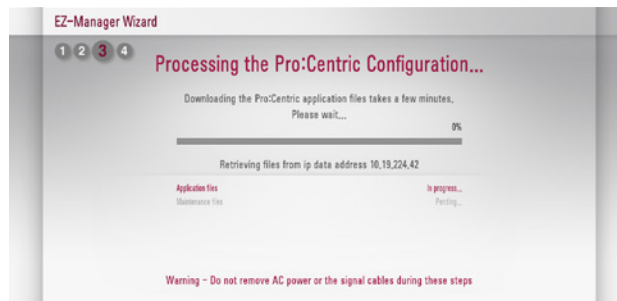 EZ-Manager Wizard
1 2 3 4
Processing the Pro:Centric Configuration...
Downloading the Pro:Centric application files takes a few minutes,
Please wait...
0%
Retrieving files from ip data address 10,19,224,42
Application files In progress...
Maintenance files Pending...
Warning - Do not remove AC power or the signal cables during these steps